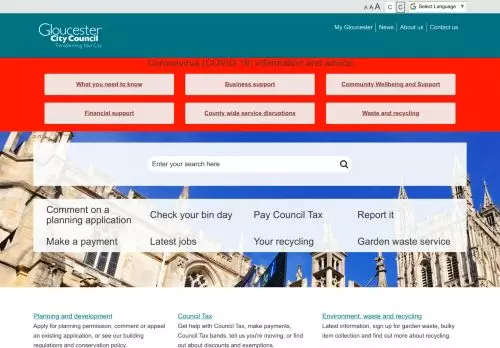 A A A C C Select Language ▼
Gloucester
City Council
Transforming Your City
My Gloucester News About us Contact us
Coronavirus (COVID-19) information and advice
What you need to know Business support Community Wellbeing and Support
Financial support County wide service disruptions Waste and recycling
Enter your search here
Comment on a
planning application Check your bin day Pay Council Tax Report it
Make a payment Latest jobs Your recycling Garden waste service
Planning and development Council Tax Environment, waste and recycling
Apply for planning permission, comment or appeal Get help with Council Tax, make payments, Latest information, sign up for garden waste, bulky
an existing application, or see our building Council Tax bands, tell us you're moving, or find item collection and find out more about recycling.
regulations and conservation policy. out about discounts and exemptions.